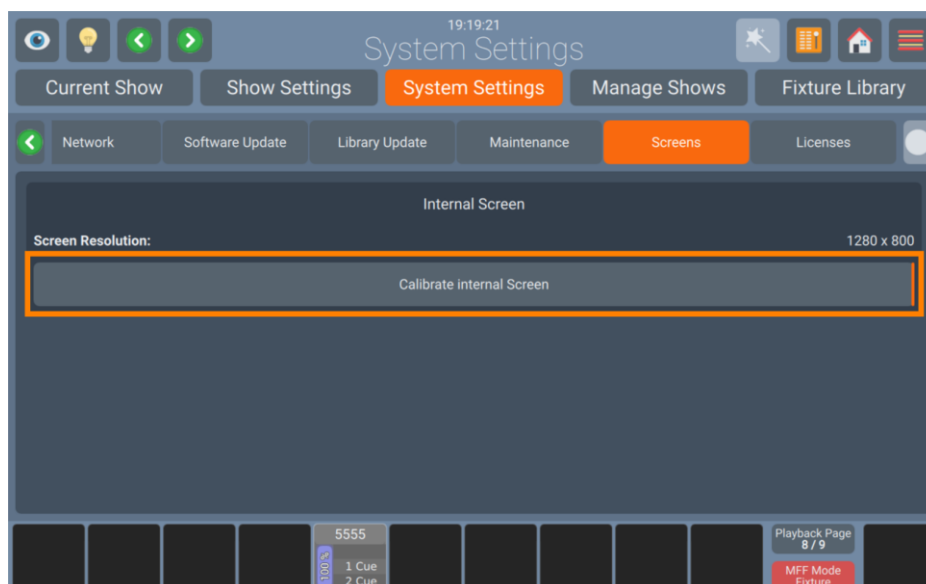 19:19:21
System Settings
Current Show
Show Settings
System Settings
Manage Shows
Fixture Library
Network
Software Update
Library Update
Maintenance
Screens
Licenses
Internal Screen
Screen Resolution: 1280 x 800
Calibrate internal Screen
5555
100 %
1 Cue
2 Cue
Playback Page
8 / 9
MFF Mode
Fixture